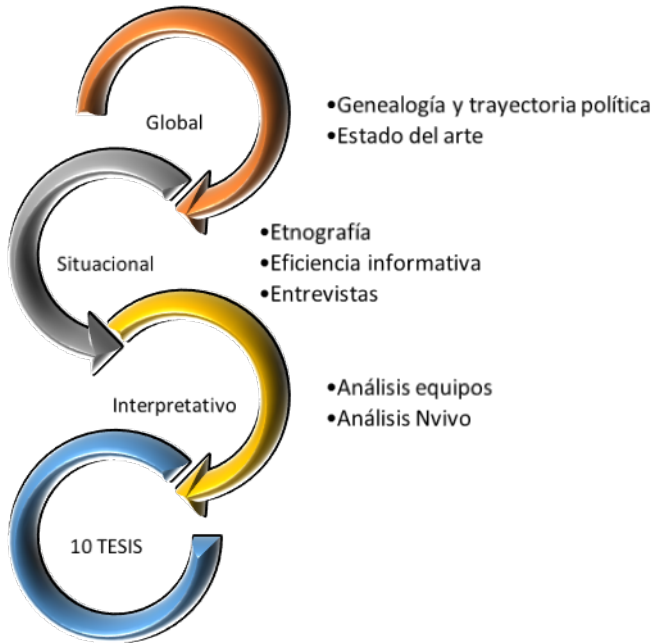 Global
•Genealogía y trayectoria política
•Estado del arte
Situacional
•Etnografía
•Eficiencia informativa
•Entrevistas
Interpretativo
•Análisis equipos
•Análisis Nvivo
10 TESIS